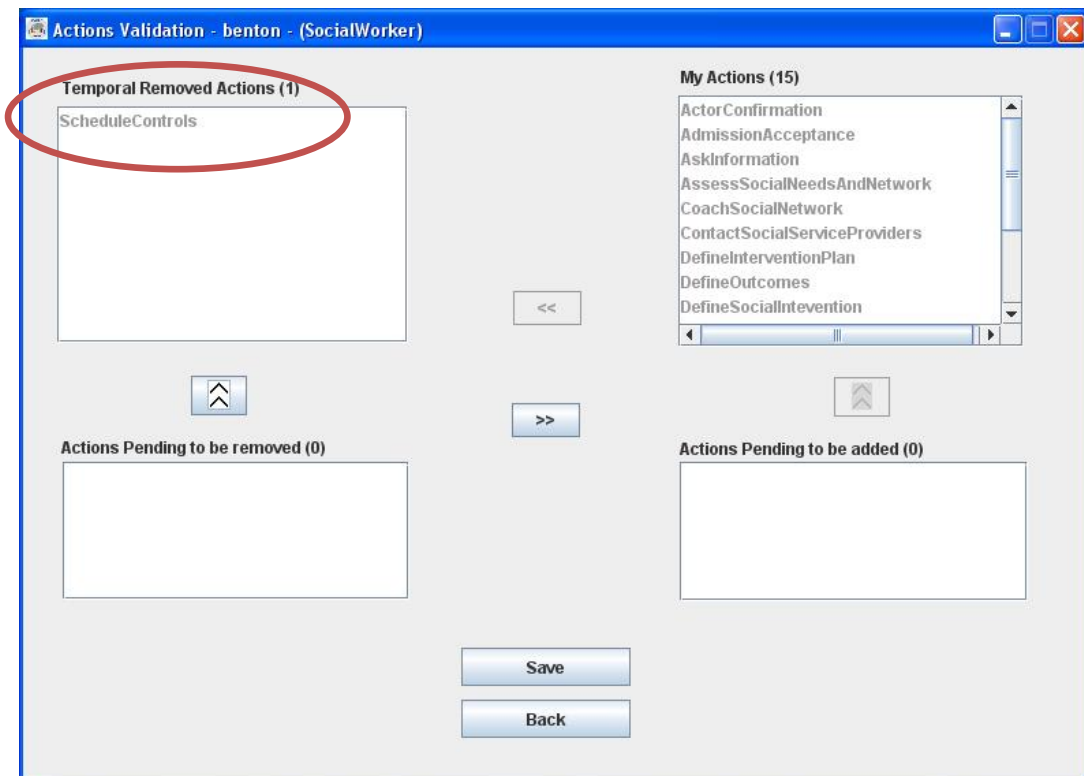 Actions Validation - benton - (SocialWorker)
Temporal Removed Actions (1)
ScheduleControls
My Actions (15)
ActorConfirmation
AdmissionAcceptance
AskInformation
AssessSocialNeedsAndNetwork
CoachSocialNetwork
ContactSocialServiceProviders
DefineInterventionPlan
DefineOutcomes
DefineSocialIntevention
<<
>>
Actions Pending to be removed (0)
Actions Pending to be added (0)
Save
Back